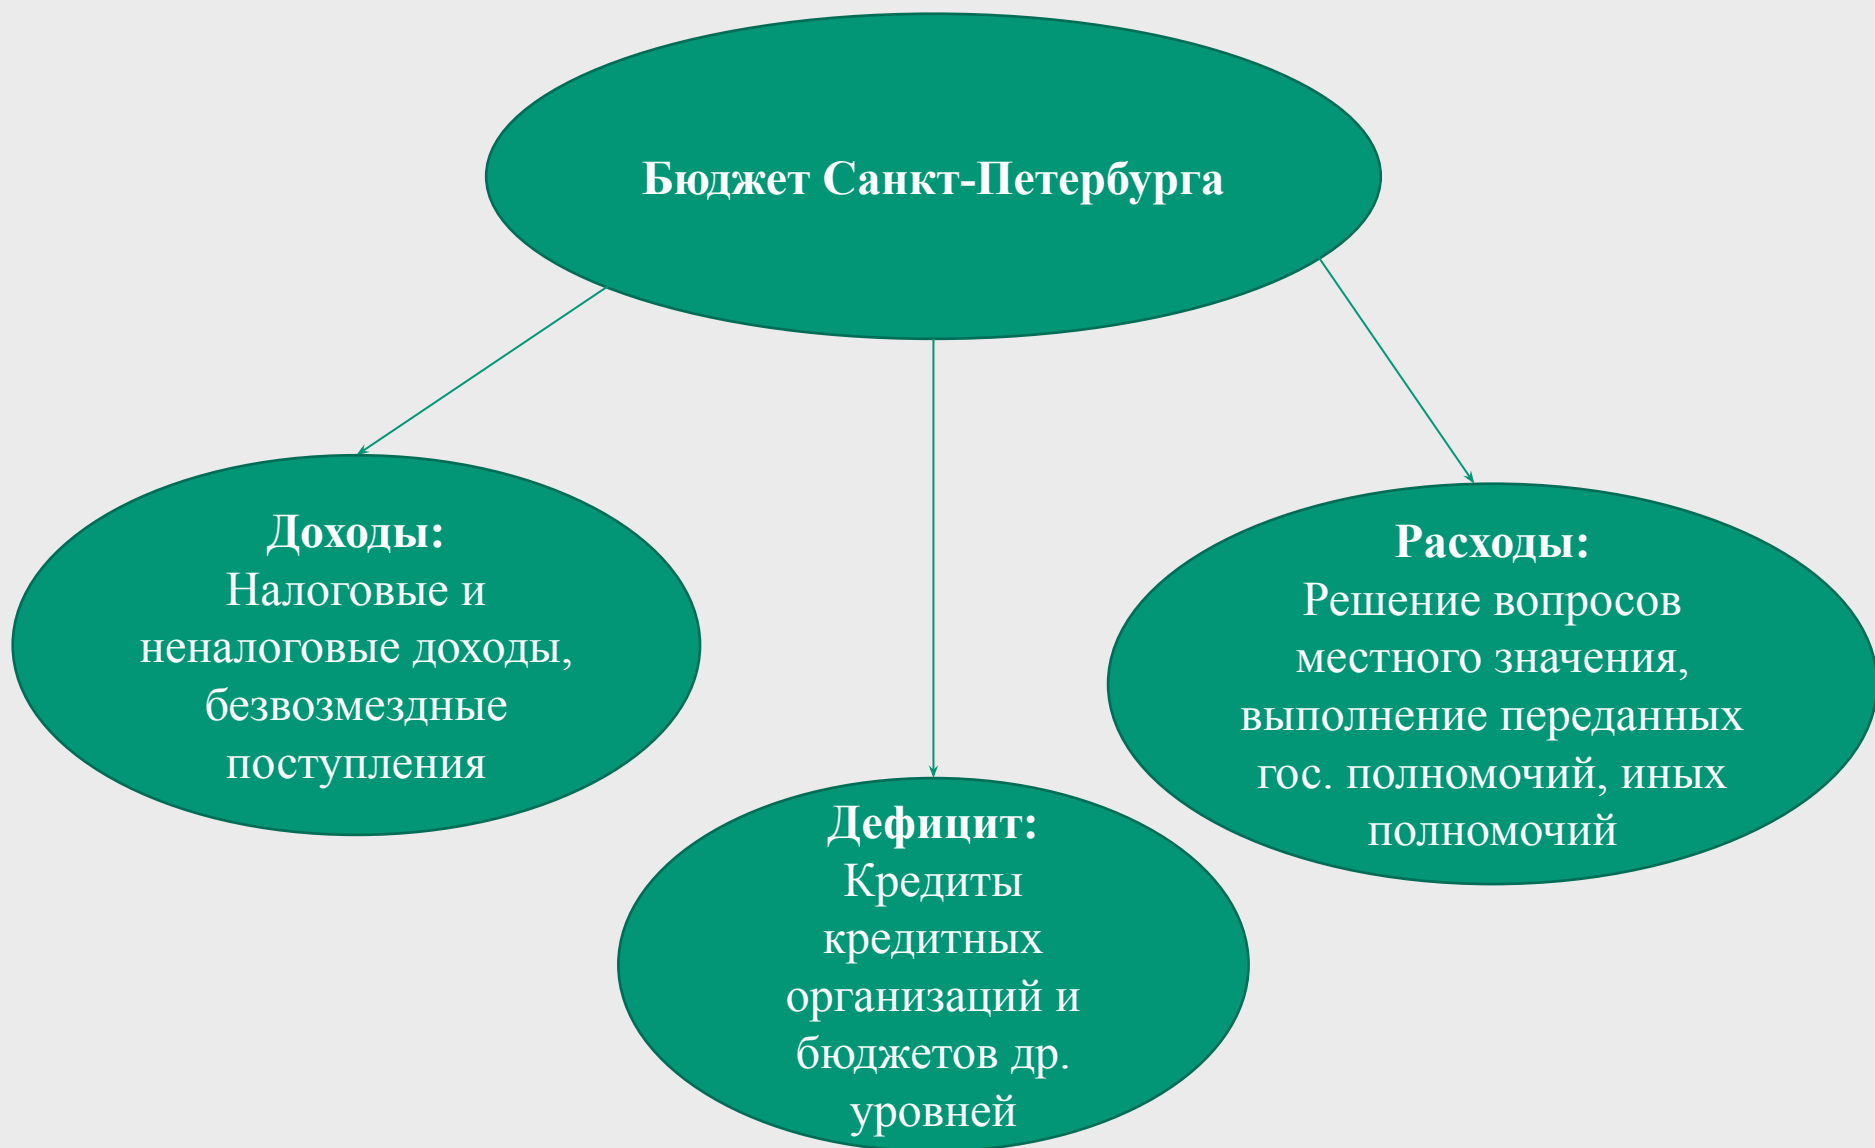 Бюджет Санкт-Петербурга
Доходы:
Налоговые и
неналоговые доходы,
безвозмездные
поступления
Дефицит:
Кредиты
кредитных
организаций и
бюджетов др.
уровней
Расходы:
Решение вопросов
местного значения,
выполнение переданных
гос. полномочий, иных
полномочий